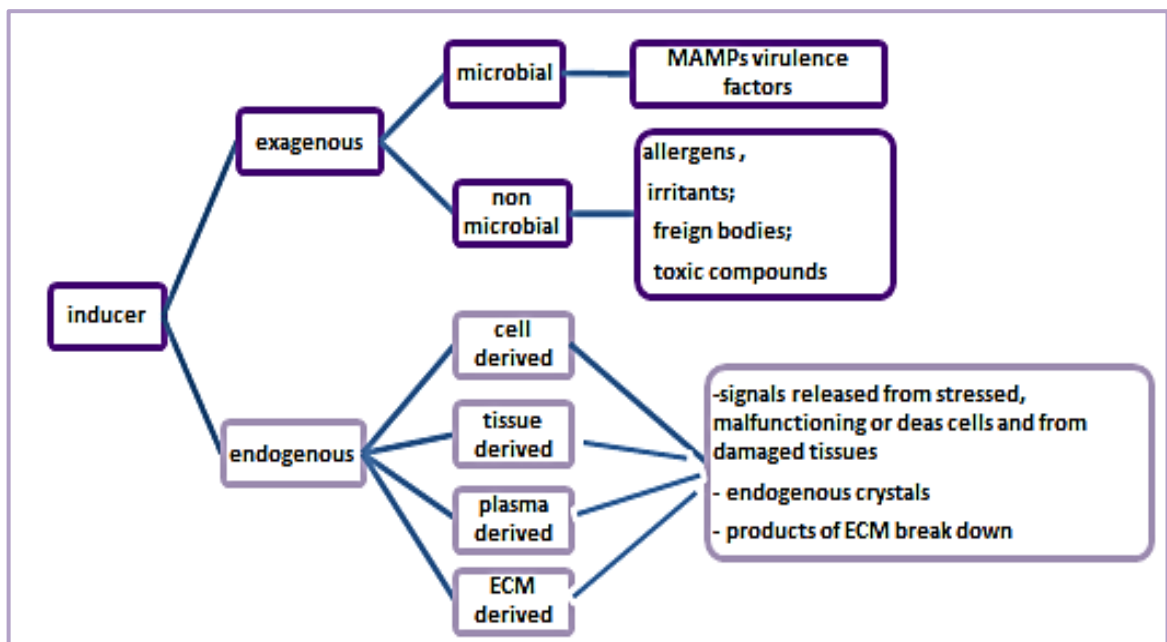 microbial
MAMPs virulence
factors
exagenous
allergens ,
irritants;
non
microbial
freign bodies;
toxic compounds
inducer
cell
derived
tissue
derived
endogenous
plasma
derived
ECM
derived
-signals released from stressed,
malfunctioning or deas cells and from
damaged tissues
- endogenous crystals
- products of ECM break down